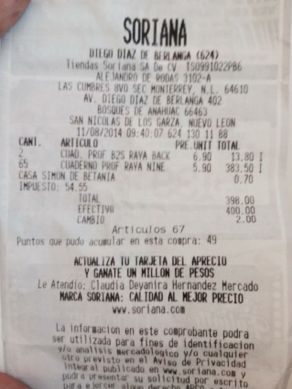 SORIANA
DIEGO DIAZ DE BERLANGA (624)
Tiendas Soriana SA De CV TSO991022PB6
ALEJANDRO DE RODAS 3102-A
LAS CUMBRES 8VO SEC MONTERREY, N.L. 64610
AV. DIEGO DIAZ DE BERLANGA 402
BOSQUES DE ANAHUAC 66463
SAN NICOLAS DE LOS GARZA, NUEVO LEON
11/08/2014 09:40:07 624 130 11 88
CANT. ARTICULO PRE.UNIT TOTAL
2 CUAD. PROF B2S RAYA BACK 6.90 13.80 I
65 CUADERNO PROF RAYA NINE 5.90 383.50 I
CASA SIMON DE BETANIA 0.70
IMPUESTO: 54.55
TOTAL 398.00
EFECTIVO 400.00
CAMBIO 2.00
Articulos 67
Puntos que pudo acumular en esta compra: 49
ACTUALIZA TU TARJETA DEL APRECIO
Y GANATE UN MILLON DE PESOS
Le Atendio: Claudia Deyanira Hernandez Mercado
MARCA SORIANA: CALIDAD AL MEJOR PRECIO
www.soriana.com
La informacion en este comprobante podra
ser utilizada para fines de identificacion
y/o analisis mercadologico y/o cualquier
otro previsto en el Aviso de Privacidad
integral publicado en www.soriana.com y
podra presentar su solicitud por escrito
para ejercer algun derecho ARCO